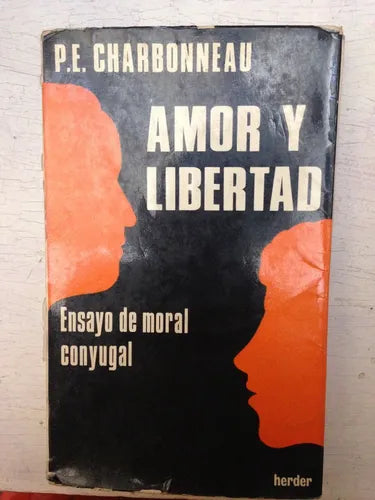 P.E. CHARBONNEAU
AMOR Y
LIBERTAD
Ensayo de moral
conyugal
herder